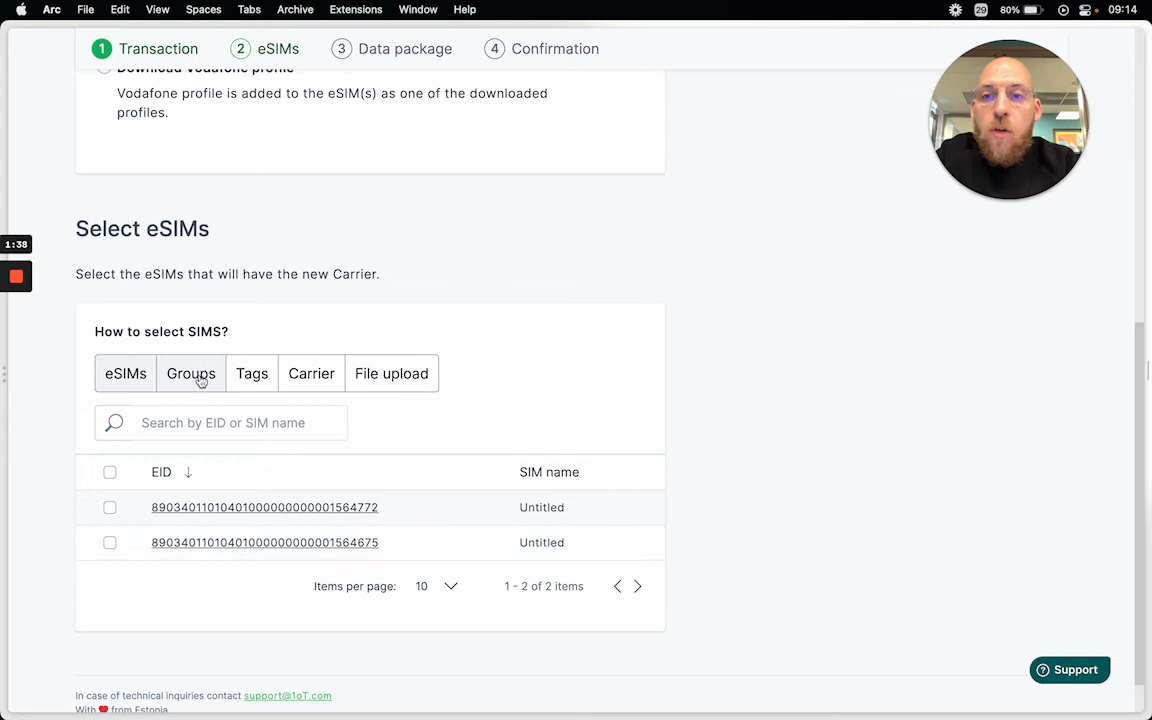 Arc File Edit View Spaces Tabs Archive Extensions Window Help 29 80% 09:14
1 Transaction 2 eSIMs 3 Data package 4 Confirmation
Download Vodafone profile
Vodafone profile is added to the eSIM(s) as one of the downloaded
profiles.
Select eSIMs
1:38
Select the eSIMs that will have the new Carrier.
How to select SIMS?
eSIMs Groups Tags Carrier File upload
Search by EID or SIM name
EID SIM name
89034011010401000000000001564772 Untitled
89034011010401000000000001564675 Untitled
Items per page: 10 1 - 2 of 2 items
Support
In case of technical inquiries contact support@1oT.com
With from Estonia